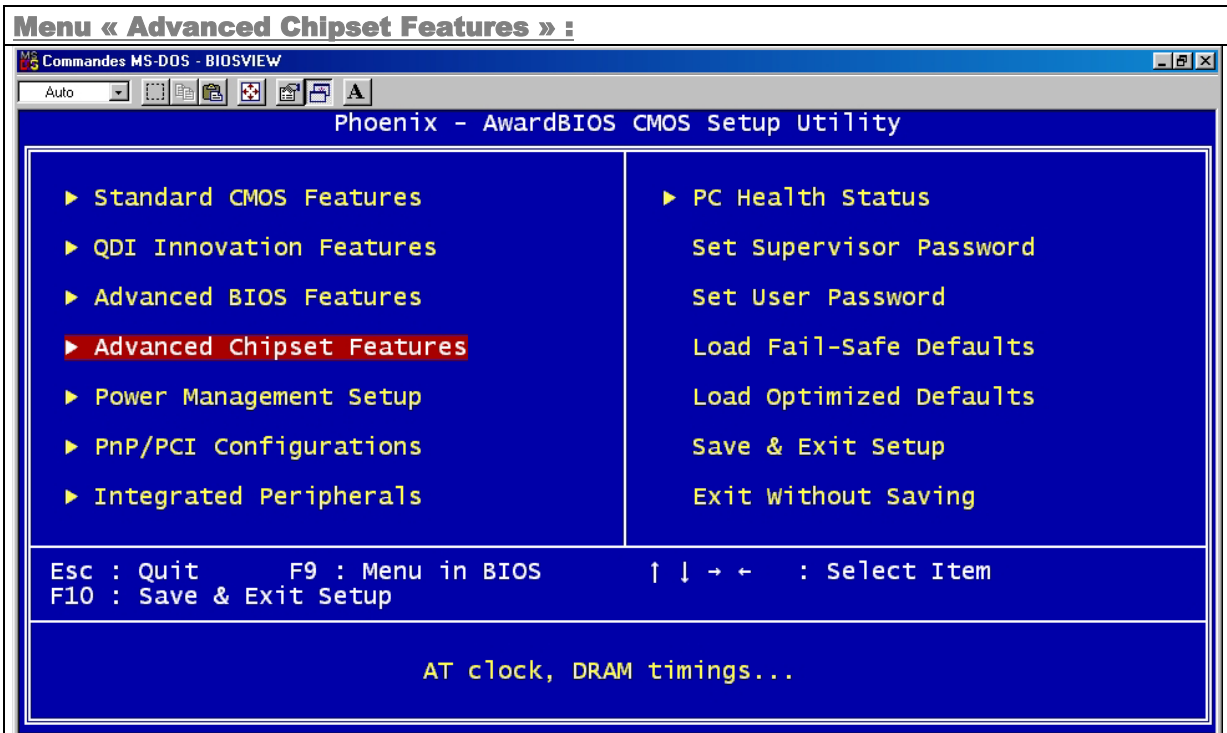 Menu « Advanced Chipset Features » :
Commandes MS-DOS - BIOSVIEW
Auto
A
Phoenix - AwardBIOS CMOS Setup Utility
► Standard CMOS Features
► QDI Innovation Features
► Advanced BIOS Features
► Advanced Chipset Features
► Power Management Setup
► PnP/PCI Configurations
► Integrated Peripherals
► PC Health Status
Set Supervisor Password
Set User Password
Load Fail-Safe Defaults
Load Optimized Defaults
Save & Exit Setup
Exit Without Saving
Esc : Quit F9 : Menu in BIOS ↑ ↓ → ← : Select Item
F10 : Save & Exit Setup
AT clock, DRAM timings...